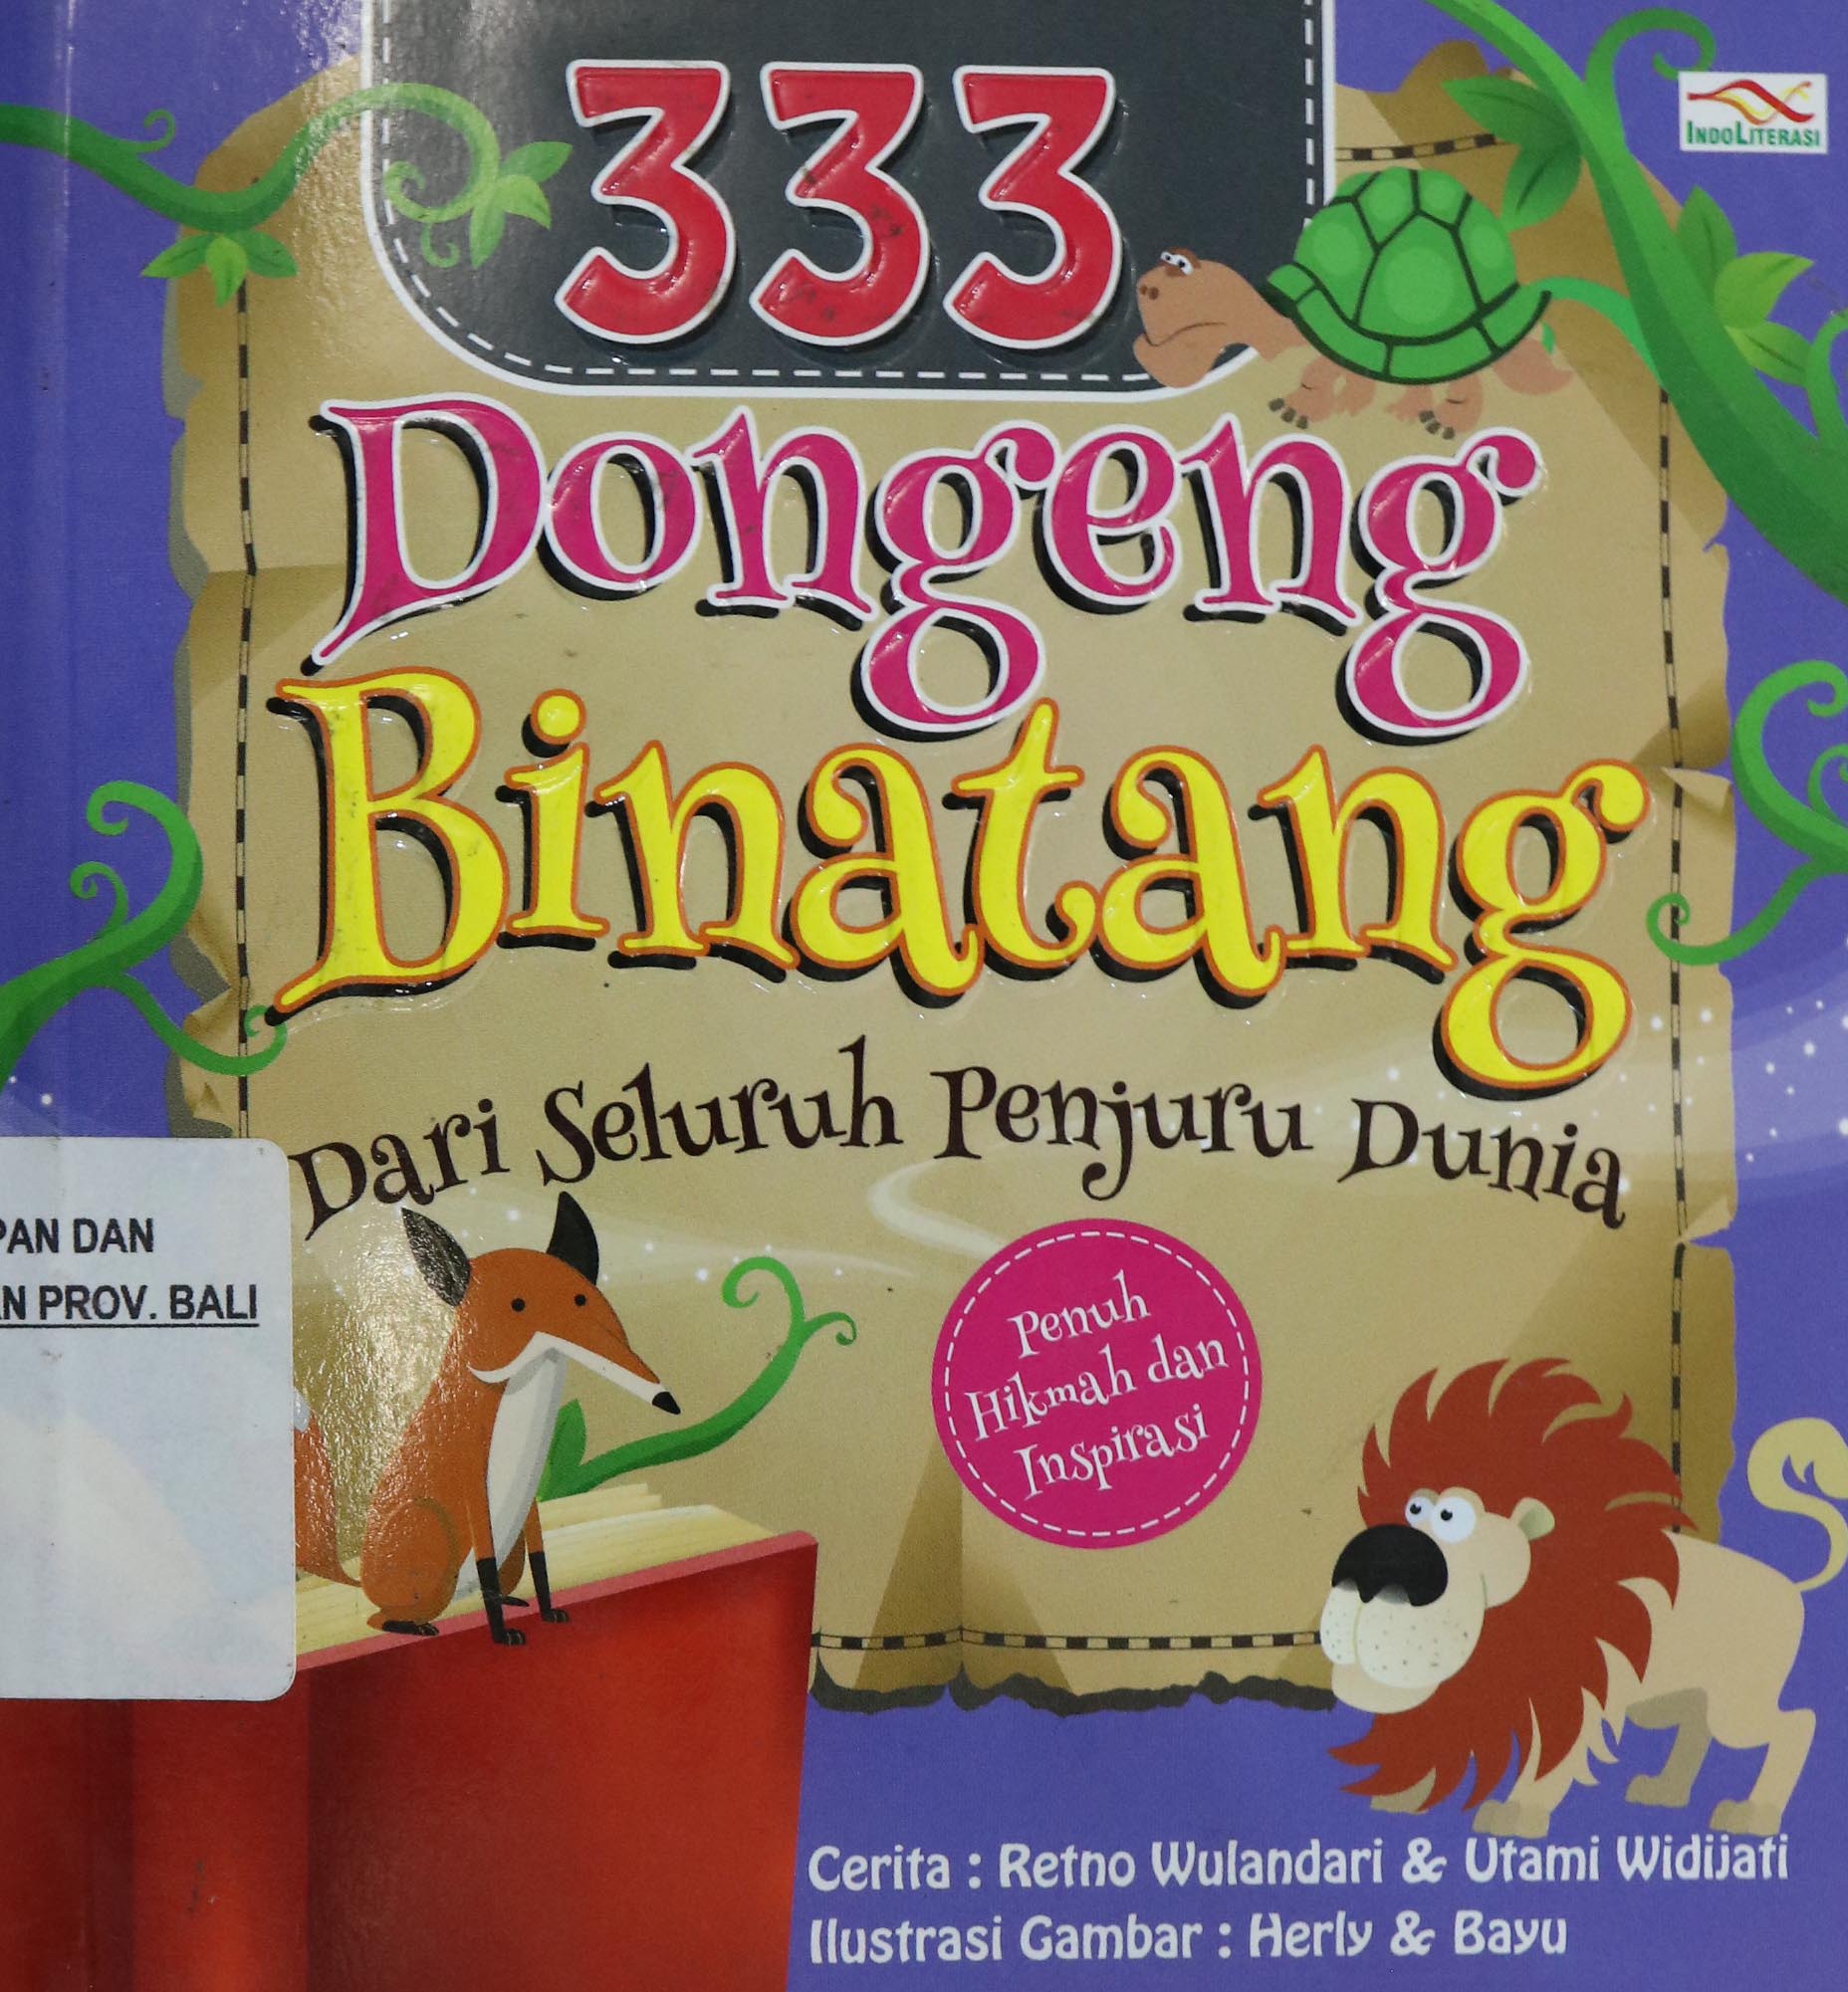 333
INDOLITERASI
Dongeng
Binatang
Dari Seluruh Penjuru Dunia
PAN DAN
N PROV. BALI
Penuh
Hikmah dan
Inspirasi
Cerita : Retno Wulandari & Utami Widijati
Ilustrasi Gambar : Herly & Bayu